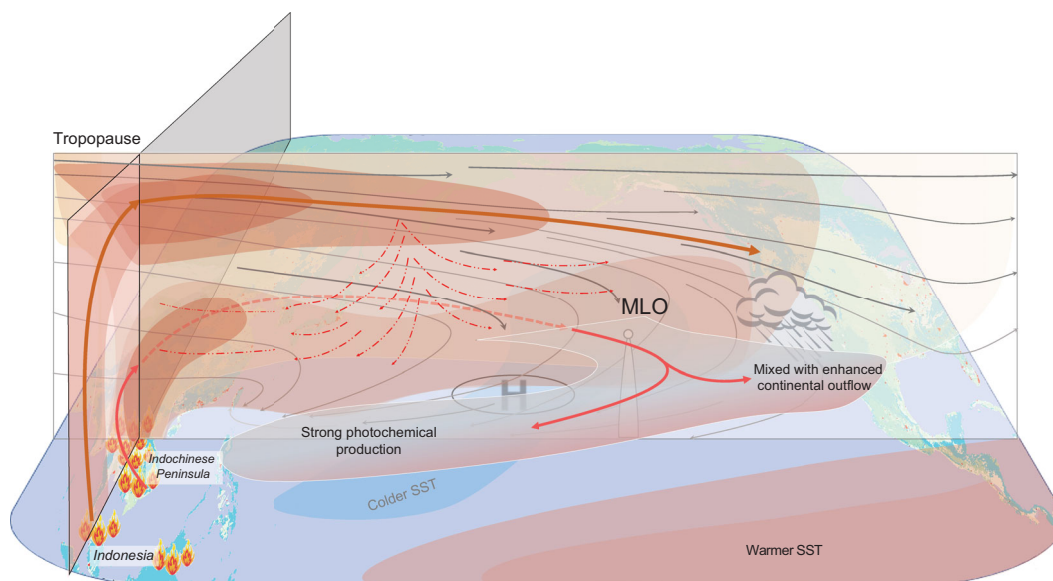 Tropopause
MLO
Mixed with enhanced
continental outflow
H
Strong photochemical
production
Indochinese
Peninsula
Colder SST
Indonesia
Warmer SST